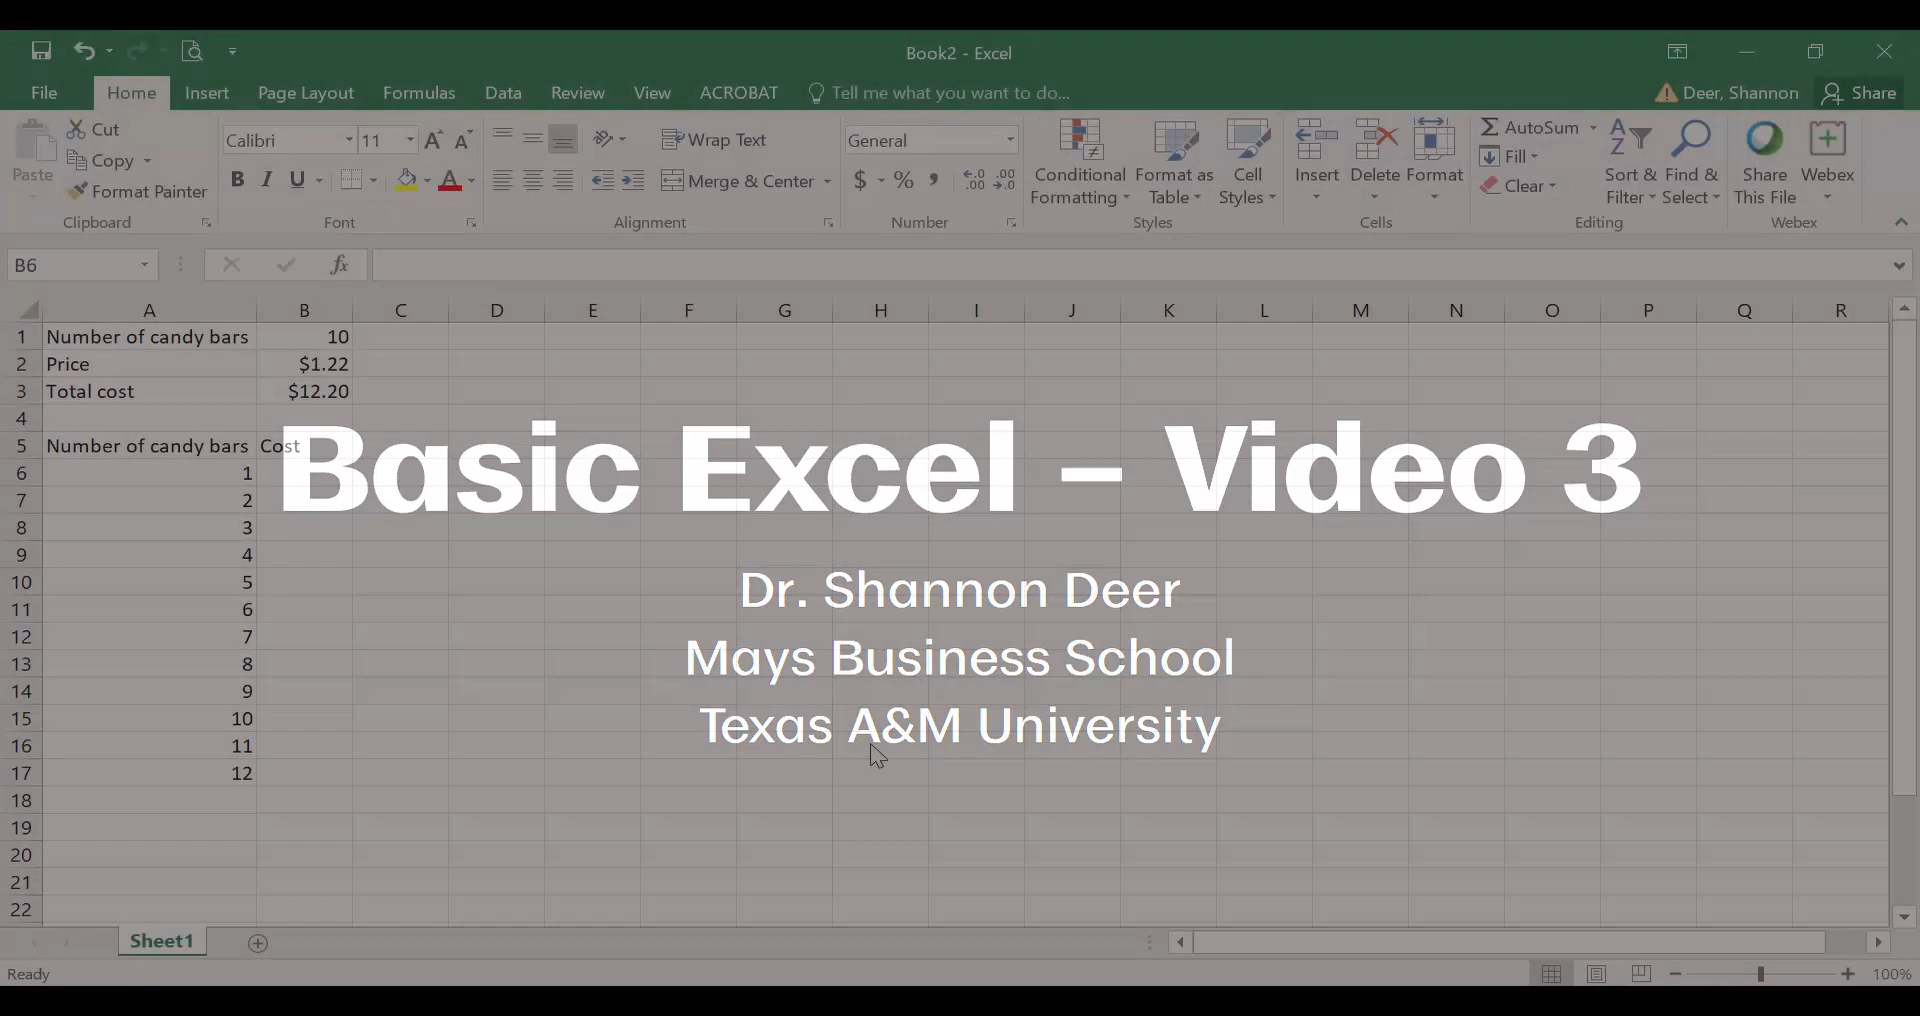 Book2 - Excel
File Home Insert Page Layout Formulas Data Review View ACROBAT Tell me what you want to do... Deer, Shannon Share
Paste
Cut
Copy
Format Painter
Clipboard
Calibri 11
B I U A
Font
Wrap Text
Merge & Center
Alignment
General
$ % , .0 .00 .00 .0
Number
Conditional Formatting
Format as Table
Cell Styles
Styles
Insert
Delete
Format
Cells
AutoSum
Fill
Clear
Sort & Filter
Find & Select
Editing
Share This File
Webex
Webex
B6 fx
A B C D E F G H I J K L M N O P Q R
1 Number of candy bars 10
2 Price $1.22
3 Total cost $12.20
4
5 Number of candy bars Cost
6 1
7 2
8 3
9 4
10 5
11 6
12 7
13 8
14 9
15 10
16 11
17 12
18
19
20
21
22
Basic Excel – Video 3
Dr. Shannon Deer
Mays Business School
Texas A&M University
Sheet1
Ready 100%